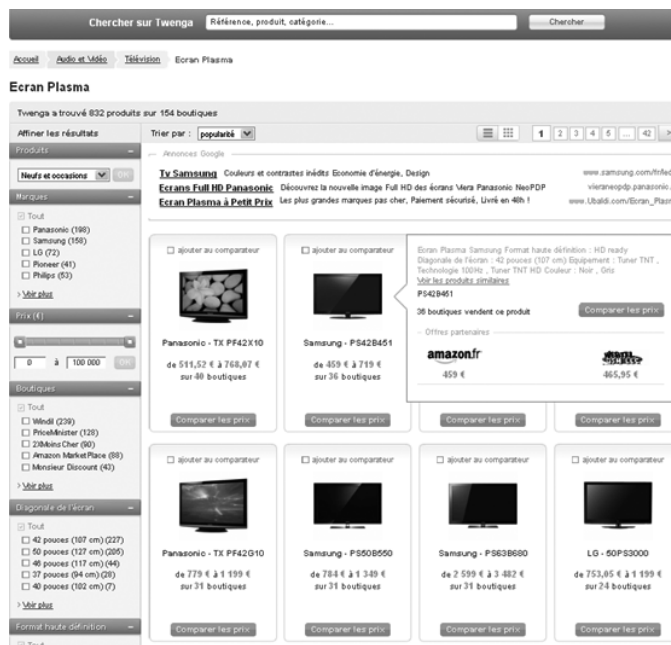 Chercher sur Twenga
Référence, produit, catégorie...
Chercher
Accueil
Audio et Vidéo
Télévision
Ecran Plasma
Ecran Plasma
Twenga a trouvé 832 produits sur 154 boutiques
Affiner les résultats
Trier par : popularité
1 2 3 4 5 ... 42 >
Produits
Neufs et occasions
OK
Marques
Tout
Panasonic (198)
Samsung (158)
LG (72)
Pioneer (41)
Philips (53)
> Voir plus
Prix (€)
0 à 100 000 OK
Boutiques
Tout
Windil (239)
PriceMinister (128)
2XMoinsCher (90)
Amazon MarketPlace (88)
Monsieur Discount (43)
> Voir plus
Diagonale de l'écran
Tout
42 pouces (107 cm) (227)
50 pouces (127 cm) (205)
46 pouces (117 cm) (44)
37 pouces (94 cm) (28)
40 pouces (102 cm) (7)
> Voir plus
Format haute définition
Tout
Annonces Google
Tv Samsung Couleurs et contrastes inédits Economie d'énergie, Design www.samsung.com/fr/led
Ecrans Full HD Panasonic Découvrez la nouvelle image Full HD des écrans Viera Panasonic NeoPDP vieraneopdp.panasonic.
Ecran Plasma à Petit Prix Les plus grandes marques pas cher, Paiement sécurisé, Livré en 48h ! www.Ubaldi.com/Ecran_Plasm
ajouter au comparateur
Panasonic - TX PF42X10
de 511,52 € à 768,07 €
sur 40 boutiques
Comparer les prix
ajouter au comparateur
Samsung - PS42B451
de 459 € à 719 €
sur 36 boutiques
Comparer les prix
Ecran Plasma Samsung Format haute définition : HD ready
Diagonale de l'écran : 42 pouces (107 cm) Equipement : Tuner TNT ,
Technologie 100Hz , Tuner TNT HD Couleur : Noir , Gris
Voir les produits similaires
PS42B451
36 boutiques vendent ce produit
Comparer les prix
Offres partenaires
amazon.fr
459 €
465,95 €
Comparer les prix
Comparer les prix
ajouter au comparateur
Panasonic - TX PF42G10
de 779 € à 1 199 €
sur 31 boutiques
Comparer les prix
ajouter au comparateur
Samsung - PS50B550
de 784 € à 1 349 €
sur 31 boutiques
Comparer les prix
ajouter au comparateur
Samsung - PS63B680
de 2 599 € à 3 482 €
sur 31 boutiques
Comparer les prix
ajouter au comparateur
LG - 50PS3000
de 753,05 € à 1 199 €
sur 24 boutiques
Comparer les prix